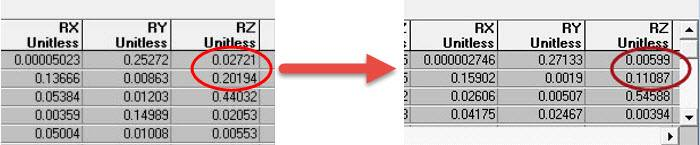 RX RY RZ
Unitless Unitless Unitless
0.00005023 0.25272 0.02721
0.13666 0.00863 0.20194
0.05384 0.01203 0.44032
0.00359 0.14989 0.02053
0.05004 0.01008 0.00553
RX RY RZ
Unitless Unitless Unitless
0.000002746 0.27133 0.00599
0.15902 0.0019 0.11087
0.02606 0.00507 0.54588
0.04175 0.02467 0.00394